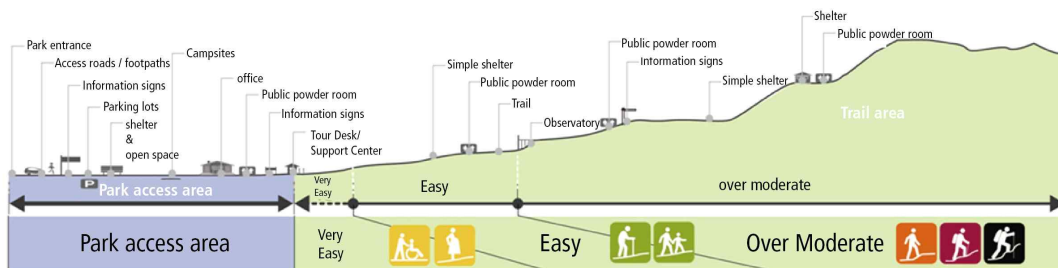 Shelter
Park entrance
Public powder room
Public powder room
Access roads / footpaths
Campsites
Information signs
Simple shelter
office
Simple shelter
Information signs
Public powder room
Public powder room
Parking lots
Trail
Trail area
Information signs
shelter
&
open space
Observatory
Tour Desk/
Support Center
P
Park access area
Very
Easy
Easy
over moderate
Park access area
Very
Easy
Easy
Over Moderate